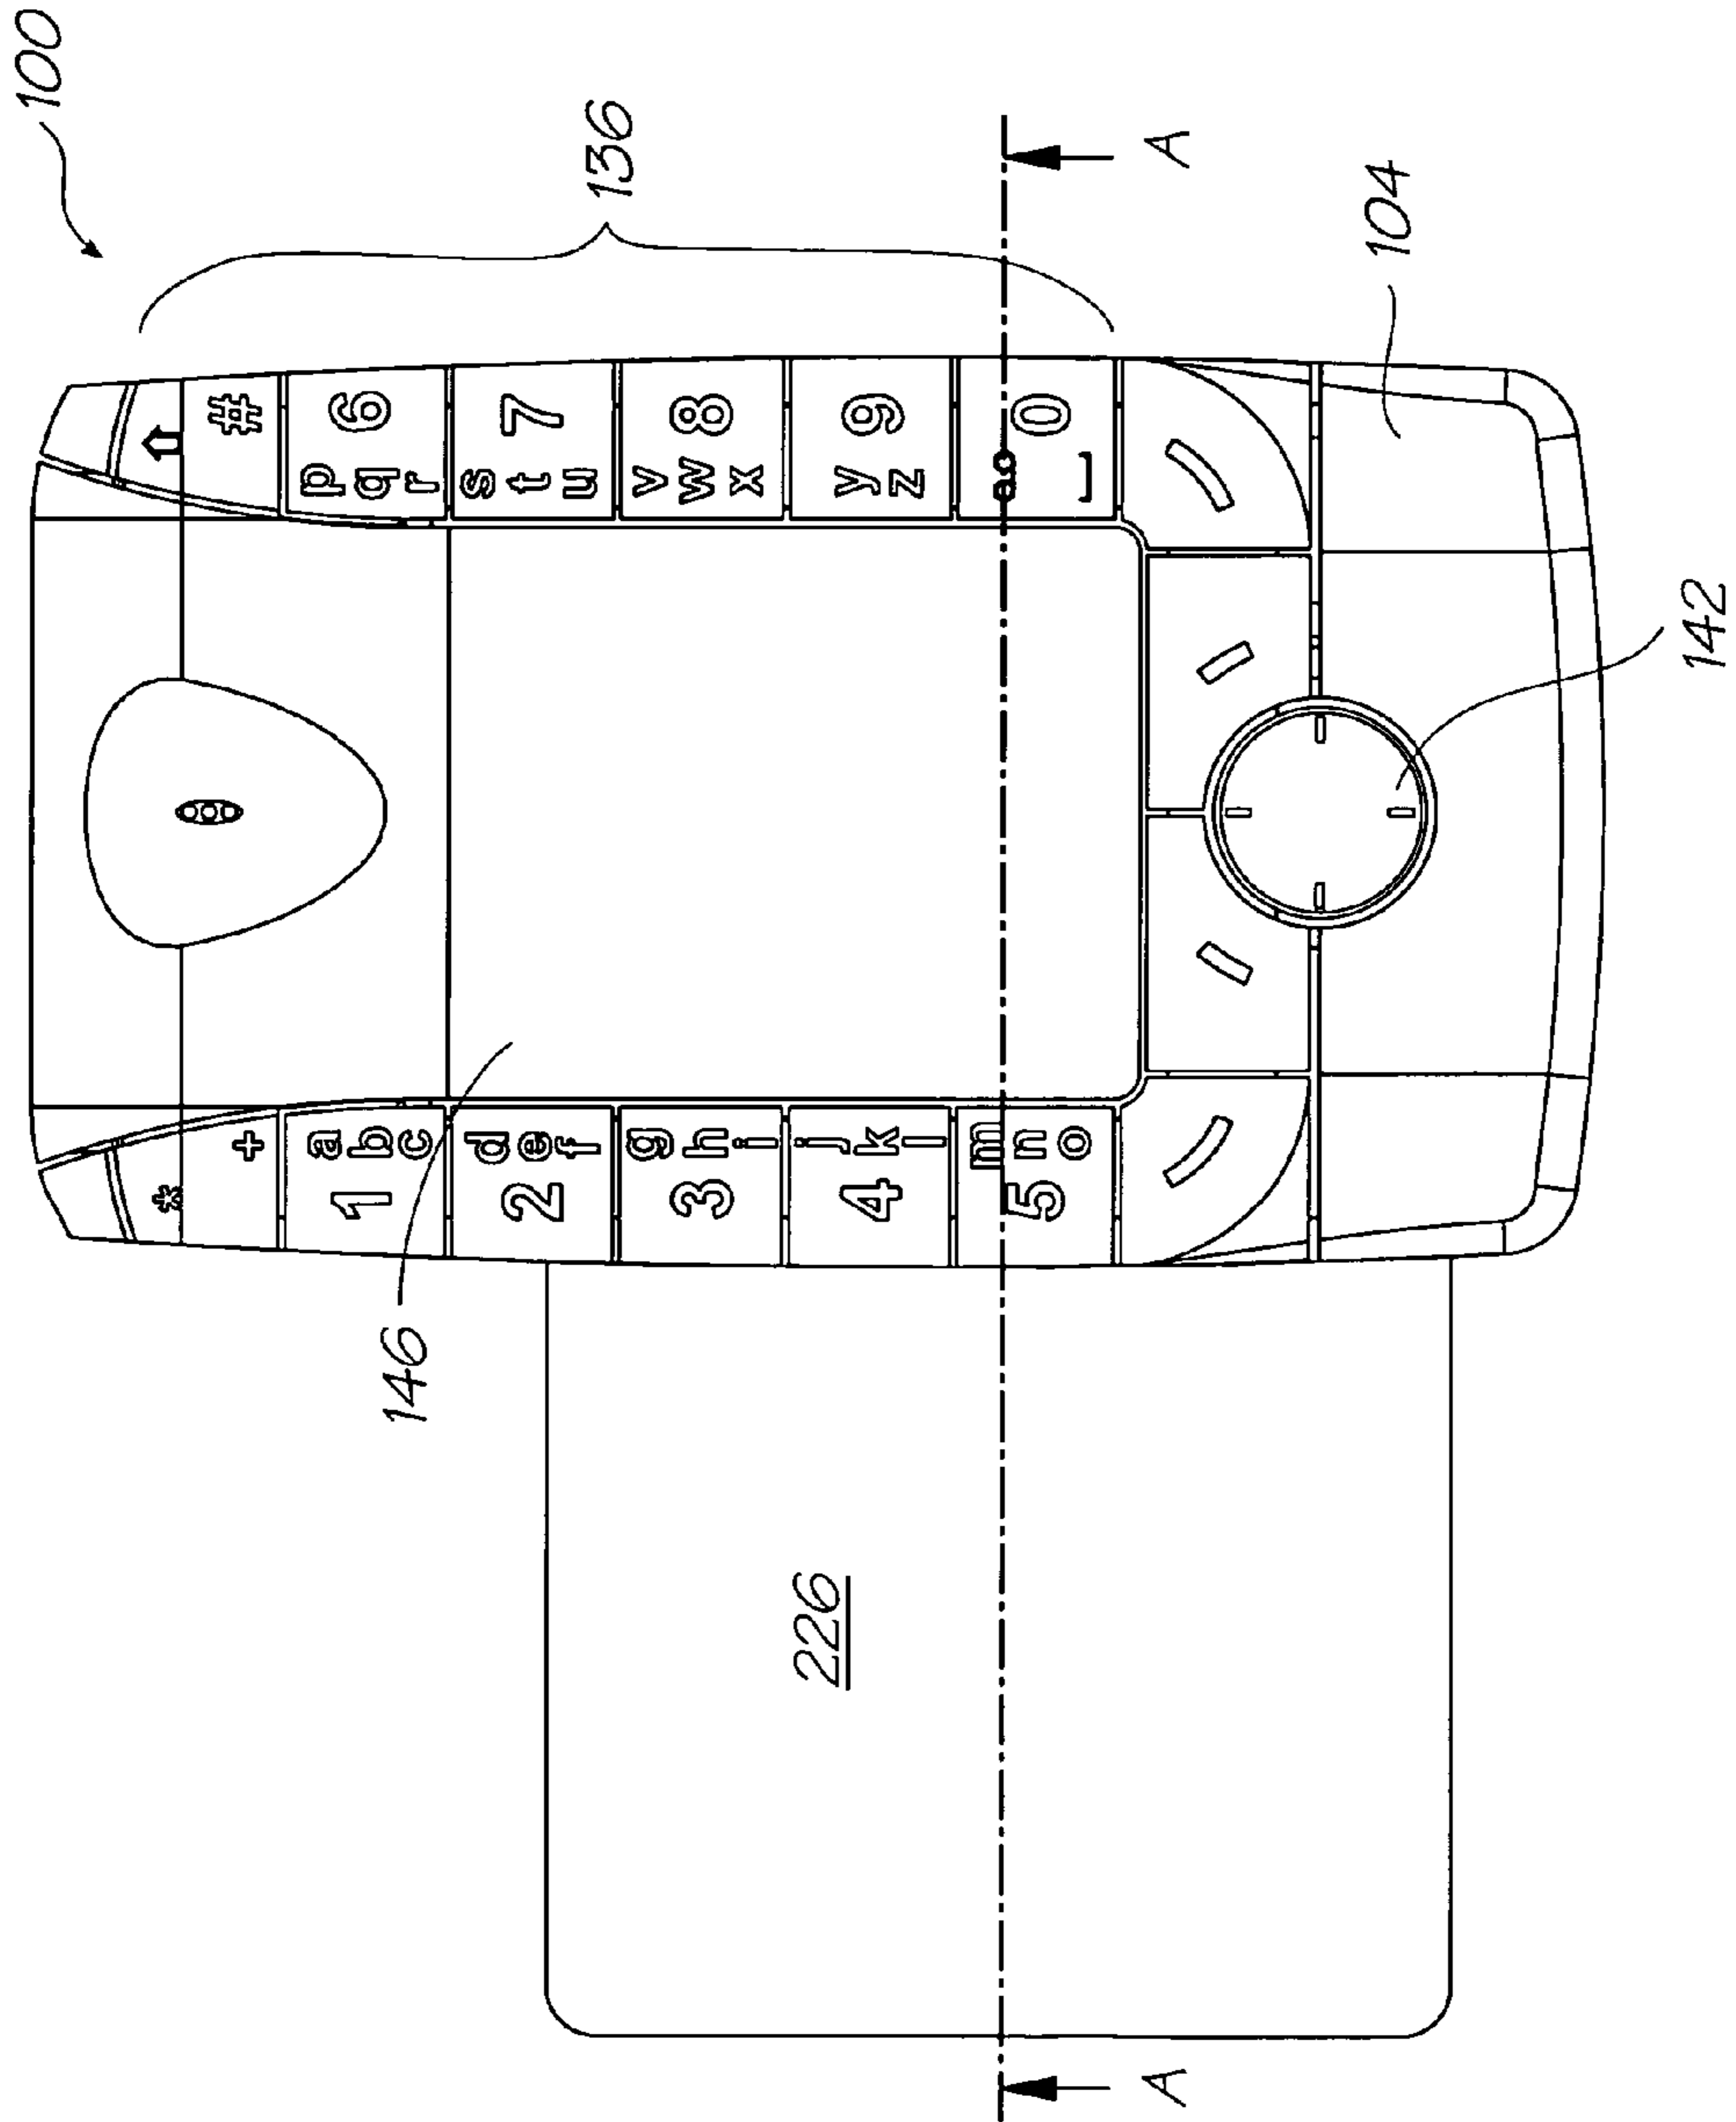 100
136
* + #
1 a b c
p q r 6
2 d e f
s t u 7
3 g h i
v w x 8
4 j k l
y z 9
5 m n o
0
146
226
A
A
104
142